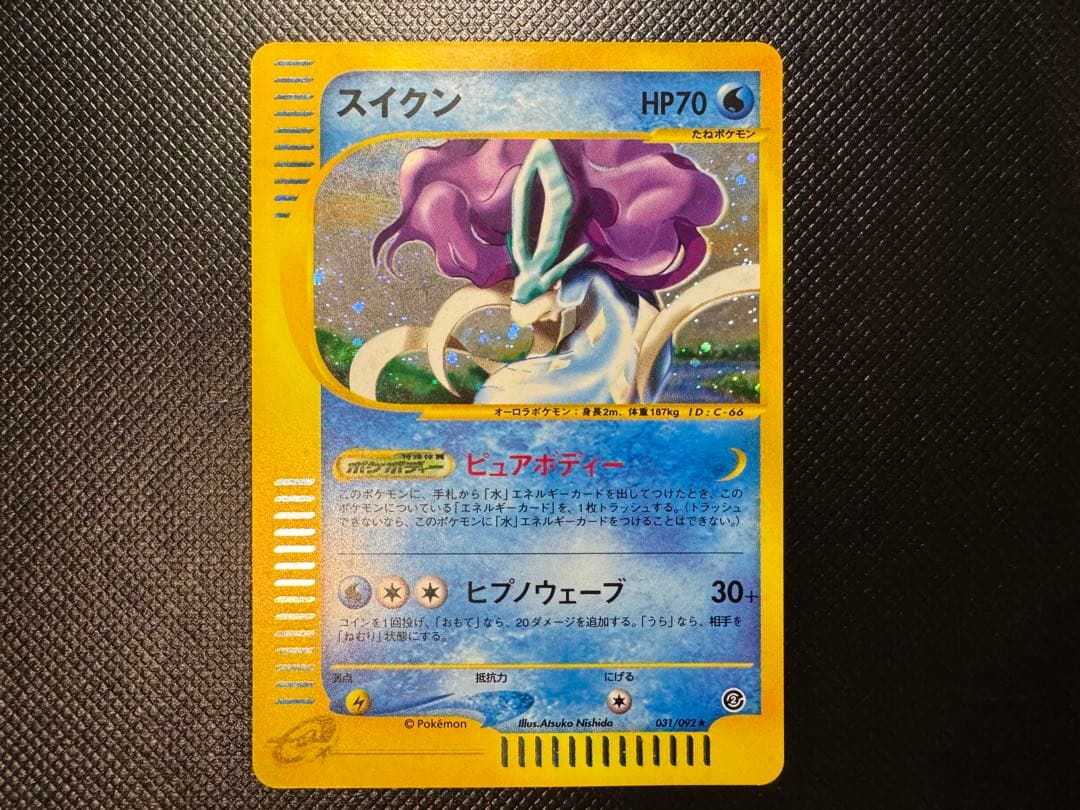 スイクン HP70
たねポケモン
オーロラポケモン：身長2m、体重187kg ID：C-66
特殊体質
ポケボディー ピュアボディー
このポケモンに、手札から「水」エネルギーカードを出してつけたとき、この
ポケモンについている「エネルギーカード」を、1枚トラッシュする。（トラッシュ
できないなら、このポケモンに「水」エネルギーカードをつけることはできない。）
ヒプノウェーブ 30+
コインを1回投げ、「おもて」なら、20ダメージを追加する。「うら」なら、相手を
「ねむり」状態にする。
弱点 抵抗力 にげる
©Pokémon Illus.Atsuko Nishida 031/092★